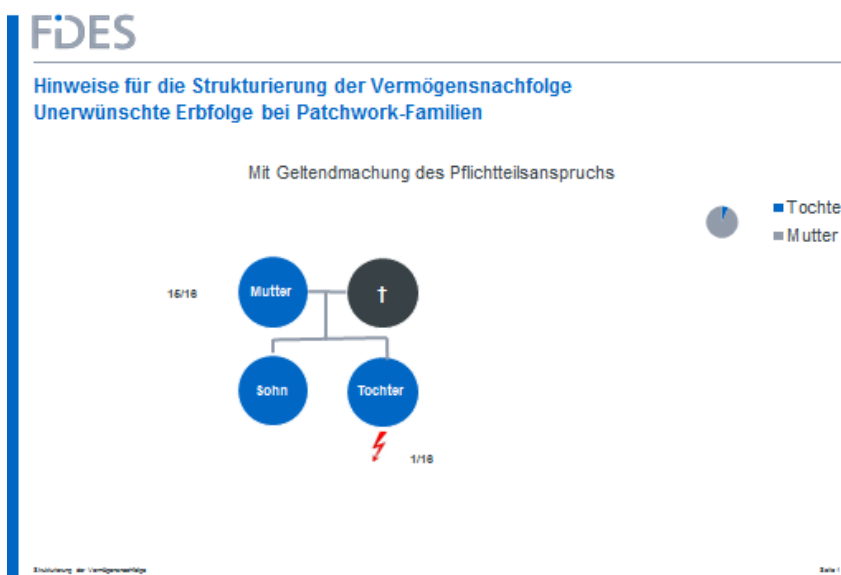 FIDES
Hinweise für die Strukturierung der Vermögensnachfolge
Unerwünschte Erbfolge bei Patchwork-Familien
Mit Geltendmachung des Pflichtteilsanspruchs
Tochte
Mutter
15/16
Mutter
†
Sohn
Tochter
1/16
Strukturierung der Vermögensnachfolge
Seite 1